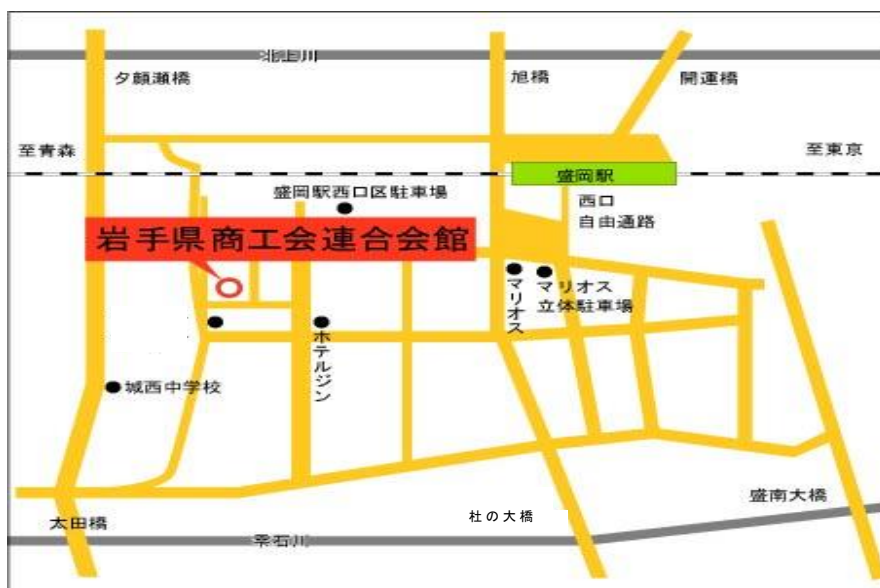 北上川
夕顔瀬橋
旭橋
開運橋
至青森
至東京
盛岡駅
盛岡駅西口区駐車場
西口
自由通路
岩手県商工会連合会館
マリオス
マリオス
立体駐車場
ホテルジン
城西中学校
盛南大橋
杜の大橋
太田橋
雫石川